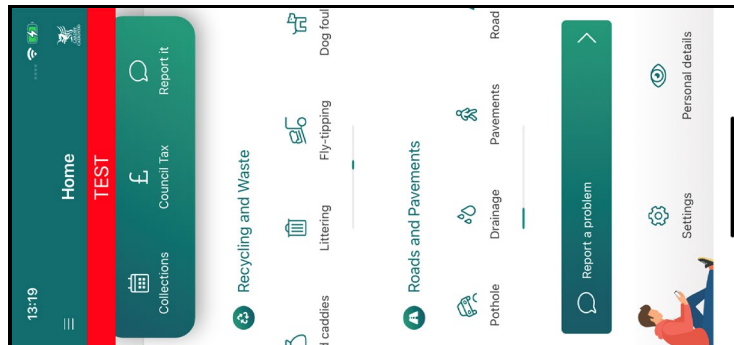 13:19
Home
TEST
Collections
Council Tax
Report it
Recycling and Waste
d caddies
Littering
Fly-tipping
Dog foul
Roads and Pavements
Pothole
Drainage
Pavements
Road
Report a problem
Settings
Personal details